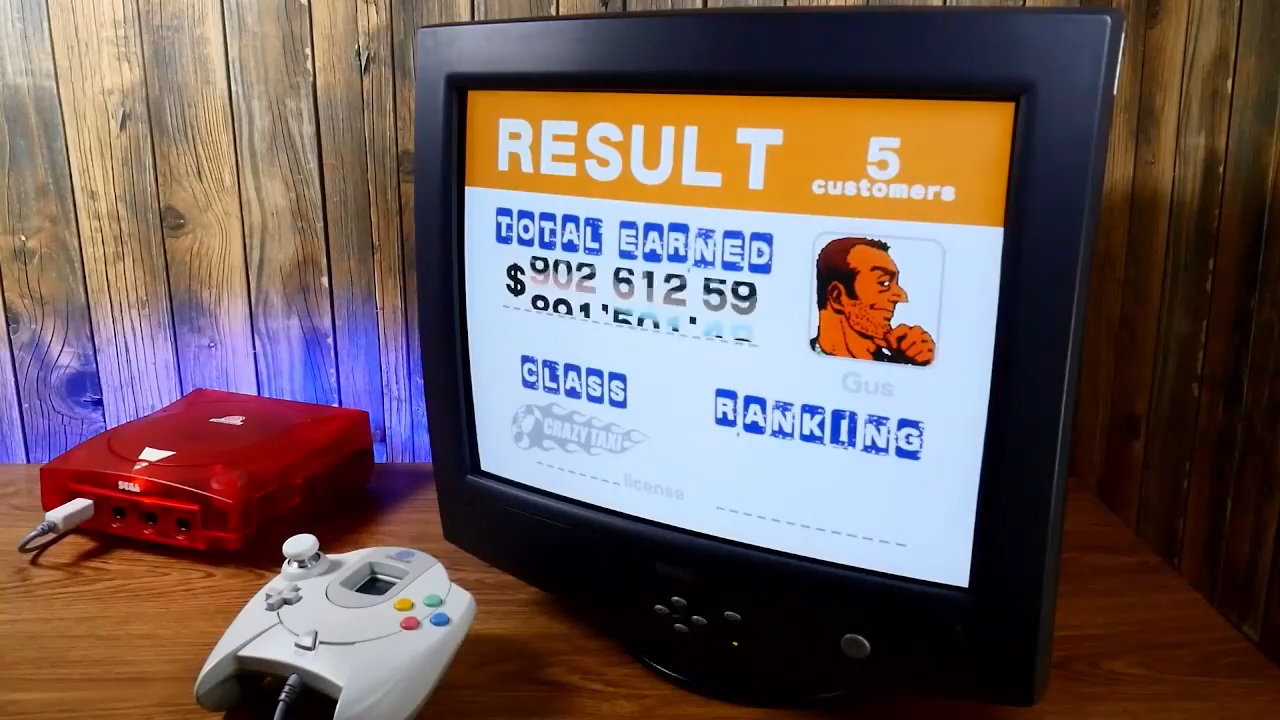 RESULT
5
customers
TOTAL EARNED
$902 612 59
CLASS
CRAZY TAXI
license
Gus
RANKING
SEGA